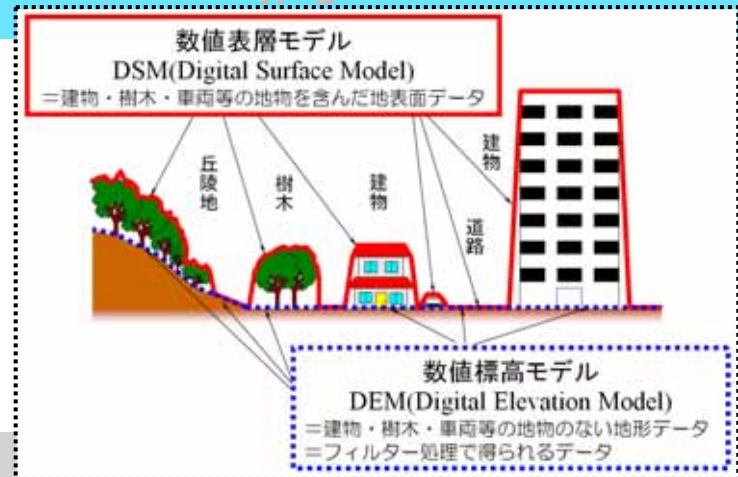 数値表層モデル
DSM(Digital Surface Model)
=建物・樹木・車両等の地物を含んだ地表面データ
丘陵地
樹木
建物
道路
建物
数値標高モデル
DEM(Digital Elevation Model)
=建物・樹木・車両等の地物のない地形データ
=フィルター処理で得られるデータ